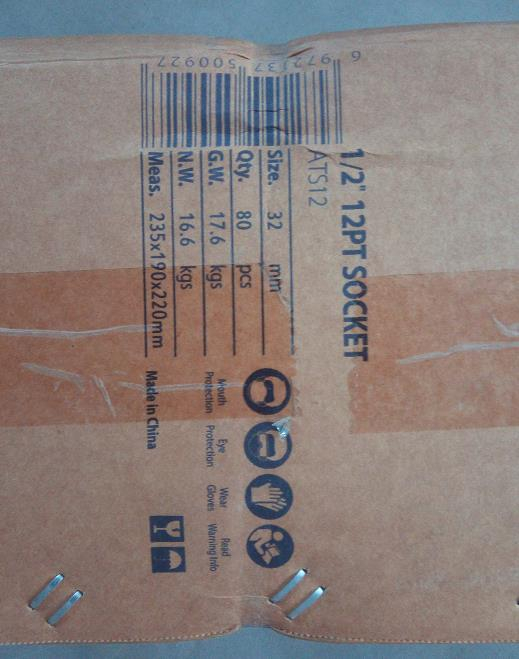 1/2" 12PT SOCKET
ATS12
Size. 32 mm
Qty. 80 pcs
G.W. 17.6 kgs
N.W. 16.6 kgs
Meas. 235x190x220mm
6 972137 500927
Mouth Protection
Eye Protection
Wear Gloves
Read Warning Info
Made in China